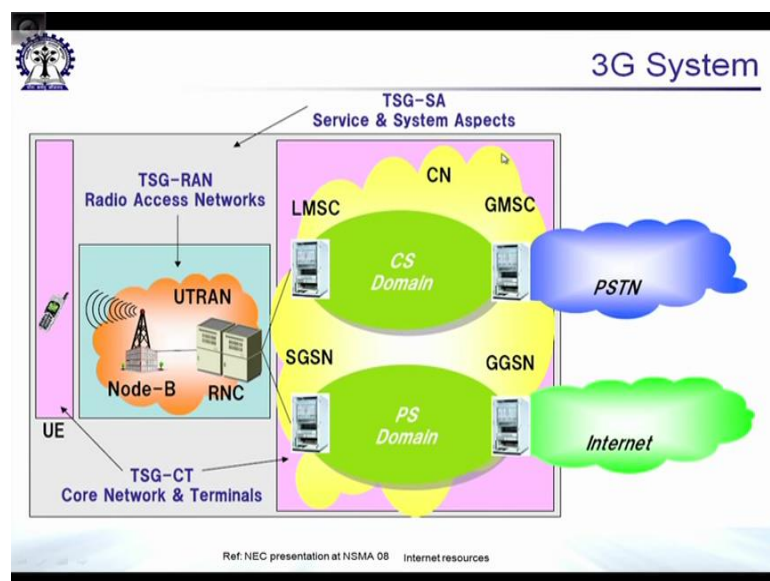 3G
3G System
TSG-SA
Service & System Aspects
TSG-RAN
Radio Access Networks
CN
LMSC
GMSC
CS
Domain
PSTN
UTRAN
Node-B
RNC
SGSN
GGSN
PS
Domain
Internet
UE
TSG-CT
Core Network & Terminals
Ref: NEC presentation at NSMA 08
Internet resources